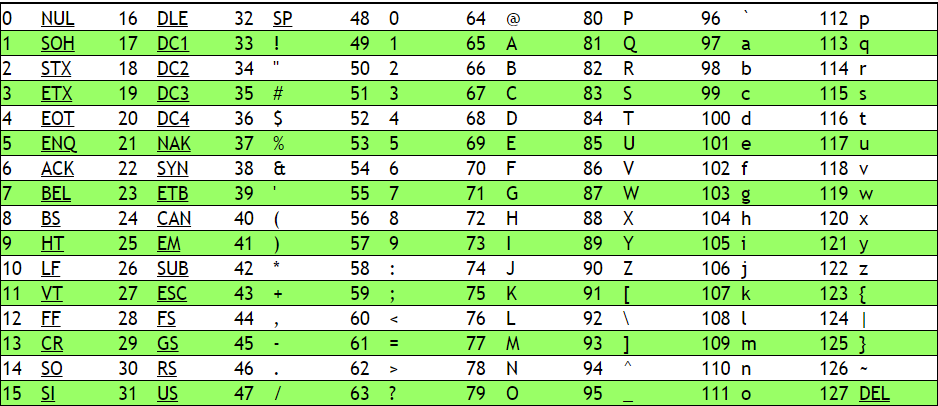 0 NUL 16 DLE 32 SP 48 0 64 @ 80 P 96 ` 112 p
1 SOH 17 DC1 33 ! 49 1 65 A 81 Q 97 a 113 q
2 STX 18 DC2 34 " 50 2 66 B 82 R 98 b 114 r
3 ETX 19 DC3 35 # 51 3 67 C 83 S 99 c 115 s
4 EOT 20 DC4 36 $ 52 4 68 D 84 T 100 d 116 t
5 ENQ 21 NAK 37 % 53 5 69 E 85 U 101 e 117 u
6 ACK 22 SYN 38 & 54 6 70 F 86 V 102 f 118 v
7 BEL 23 ETB 39 ' 55 7 71 G 87 W 103 g 119 w
8 BS 24 CAN 40 ( 56 8 72 H 88 X 104 h 120 x
9 HT 25 EM 41 ) 57 9 73 I 89 Y 105 i 121 y
10 LF 26 SUB 42 * 58 : 74 J 90 Z 106 j 122 z
11 VT 27 ESC 43 + 59 ; 75 K 91 [ 107 k 123 {
12 FF 28 FS 44 , 60 < 76 L 92 \ 108 l 124 |
13 CR 29 GS 45 - 61 = 77 M 93 ] 109 m 125 }
14 SO 30 RS 46 . 62 > 78 N 94 ^ 110 n 126 ~
15 SI 31 US 47 / 63 ? 79 O 95 _ 111 o 127 DEL